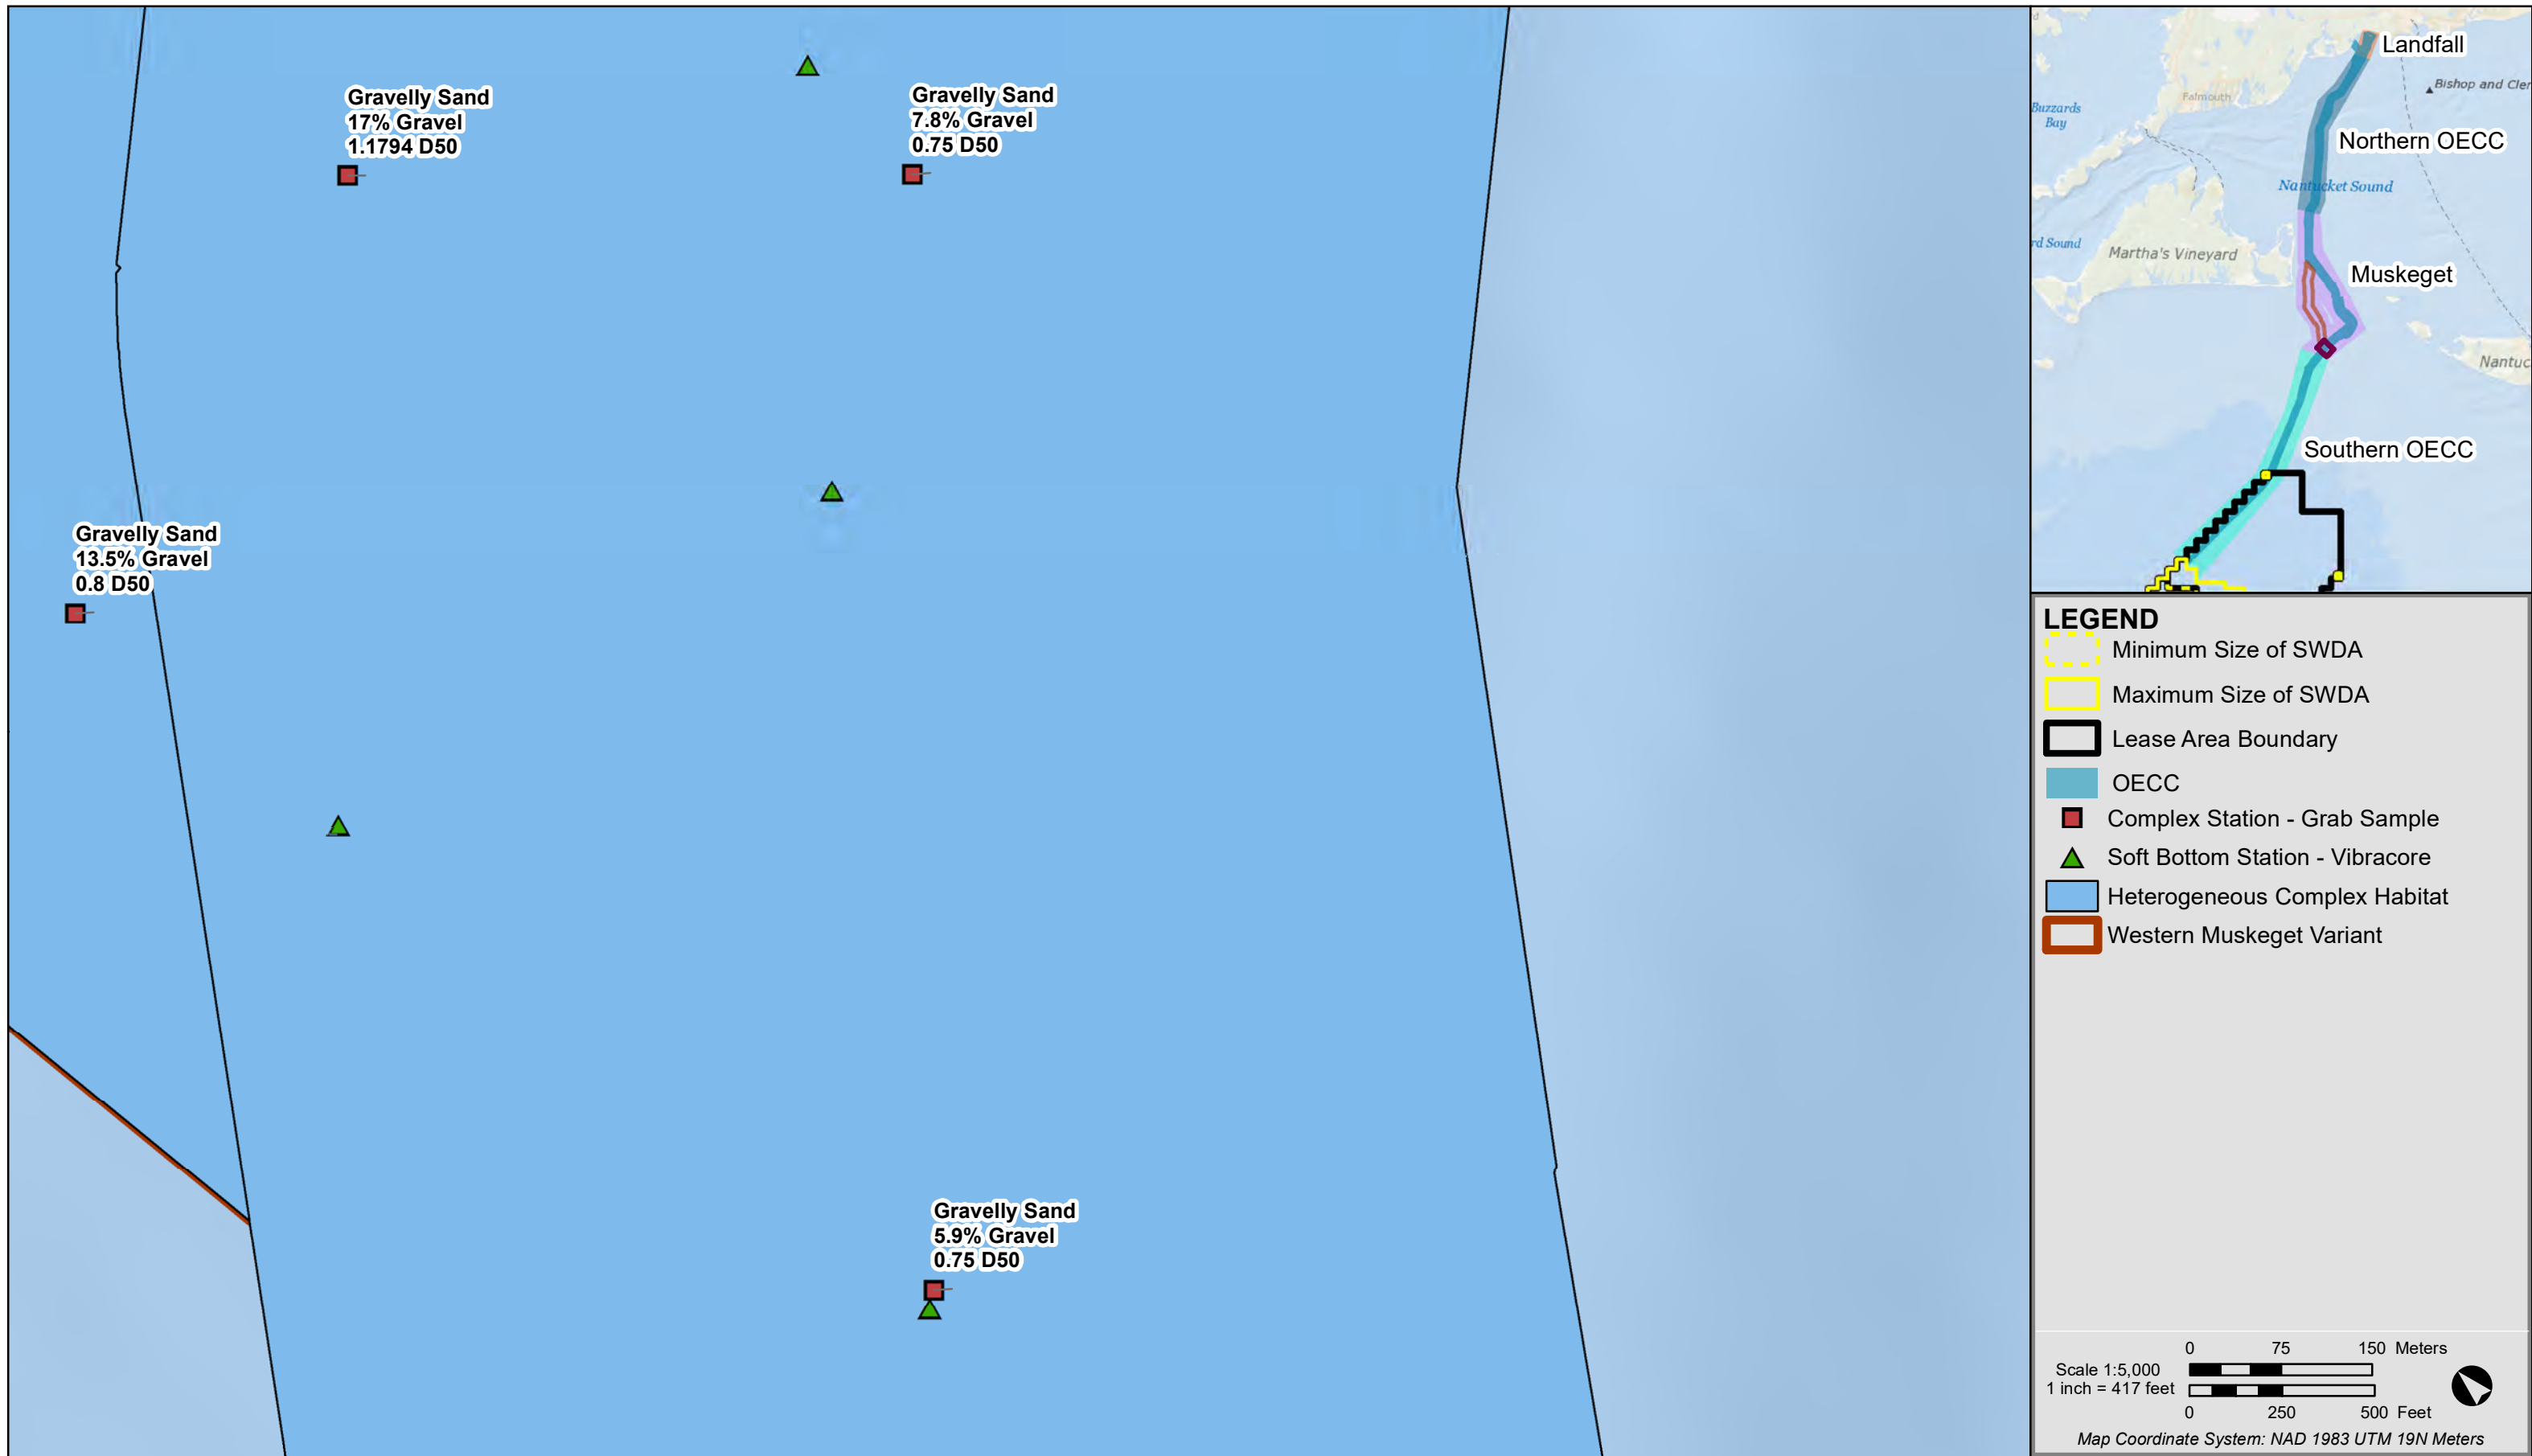 Gravelly Sand
17% Gravel
1.1794 D50
Gravelly Sand
7.8% Gravel
0.75 D50
Gravelly Sand
13.5% Gravel
0.8 D50
Gravelly Sand
5.9% Gravel
0.75 D50
Landfall
Bishop and Cler
Falmouth
Buzzards
Bay
Northern OECC
Nantucket Sound
rd Sound
Martha's Vineyard
Muskeget
Nantuc
Southern OECC
LEGEND
Minimum Size of SWDA
Maximum Size of SWDA
Lease Area Boundary
OECC
Complex Station - Grab Sample
Soft Bottom Station - Vibracore
Heterogeneous Complex Habitat
Western Muskeget Variant
0 75 150 Meters
Scale 1:5,000
1 inch = 417 feet
0 250 500 Feet
Map Coordinate System: NAD 1983 UTM 19N Meters